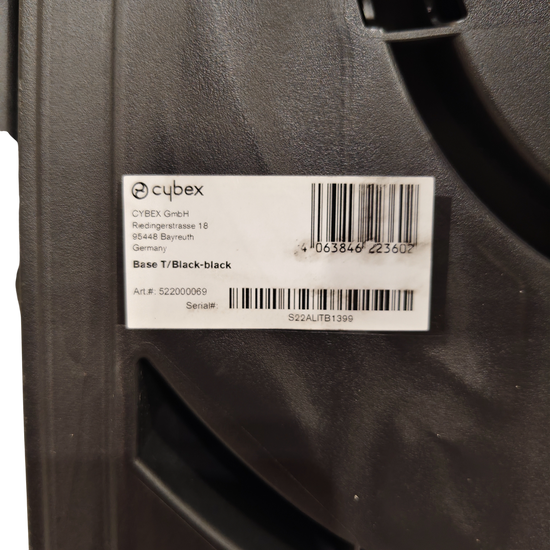 cybex
CYBEX GmbH
Riedingerstrasse 18
95448 Bayreuth
Germany
4 063846 223602
Base T/Black-black
Art.#: 522000069
Serial#:
S22ALITB1399